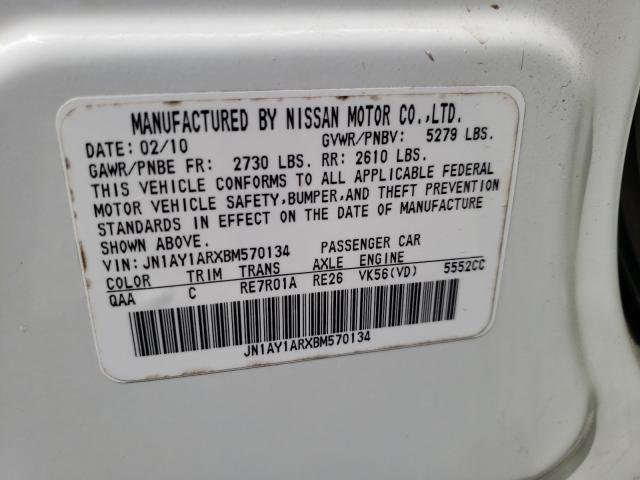 MANUFACTURED BY NISSAN MOTOR CO.,LTD.
DATE: 02/10 GVWR/PNBV: 5279 LBS.
GAWR/PNBE FR: 2730 LBS. RR: 2610 LBS.
THIS VEHICLE CONFORMS TO ALL APPLICABLE FEDERAL
MOTOR VEHICLE SAFETY,BUMPER,AND THEFT PREVENTION
STANDARDS IN EFFECT ON THE DATE OF MANUFACTURE
SHOWN ABOVE.
VIN: JN1AY1ARXBM570134 PASSENGER CAR
COLOR TRIM TRANS AXLE ENGINE
QAA C RE7R01A RE26 VK56(VD) 5552CC
JN1AY1ARXBM570134